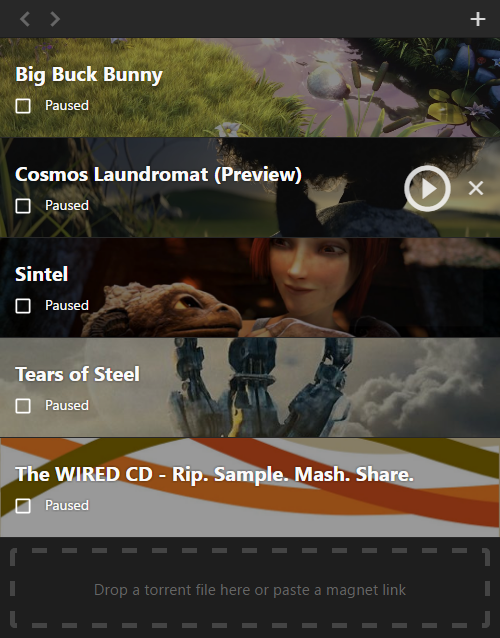 Big Buck Bunny
Paused
Cosmos Laundromat (Preview)
Paused
Sintel
Paused
Tears of Steel
Paused
The WIRED CD - Rip. Sample. Mash. Share.
Paused
Drop a torrent file here or paste a magnet link